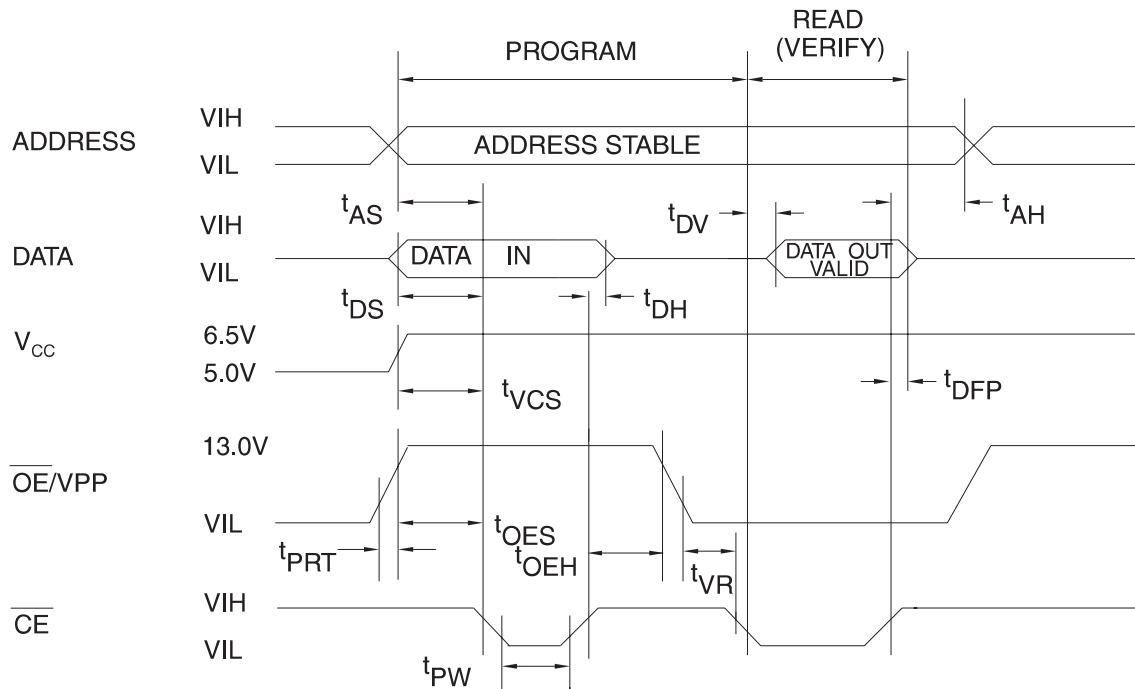 READ
(VERIFY)
PROGRAM
ADDRESS
VIH
VIL
ADDRESS STABLE
tAS
tDV
tAH
DATA
VIH
VIL
DATA IN
DATA OUT
VALID
tDS
tDH
VCC
6.5V
5.0V
tVCS
tDFP
OE/VPP
13.0V
VIL
tPRT
tOES
tOEH
tVR
CE
VIH
VIL
tPW